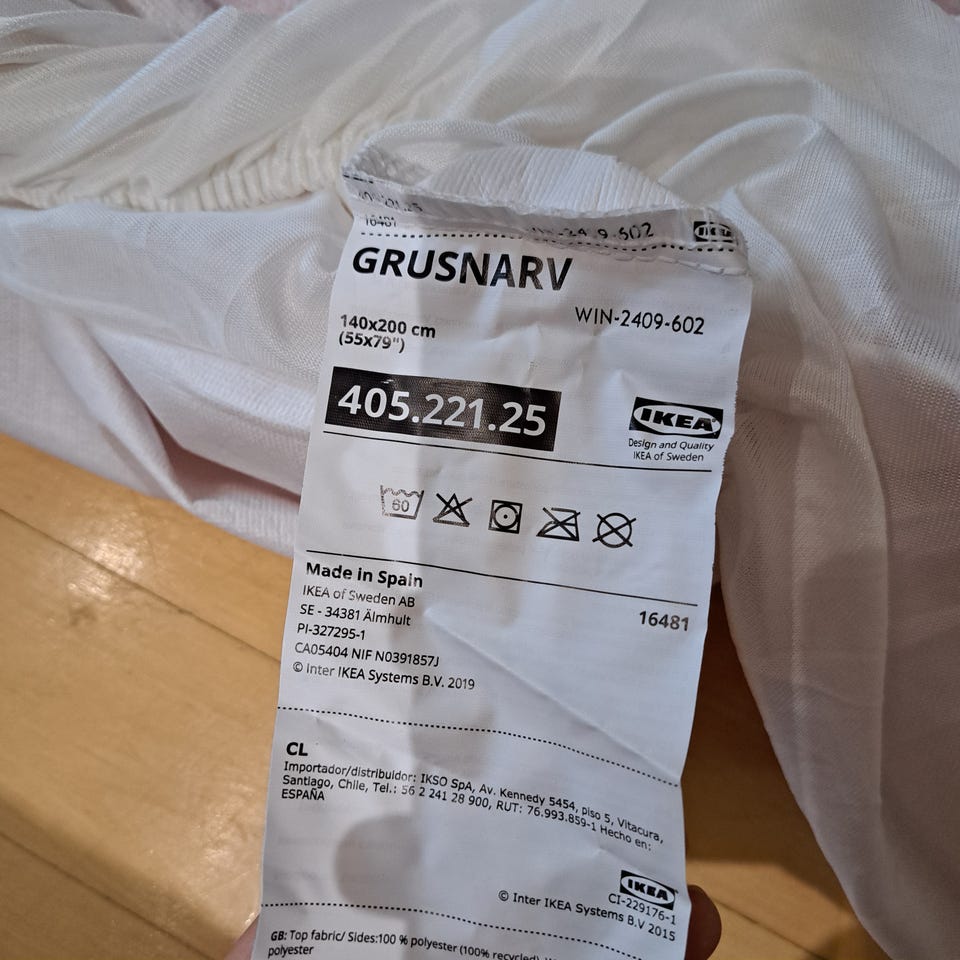 16481
GRUSNARV
WIN-2409-602
140x200 cm
(55x79")
405.221.25
IKEA
Design and Quality
IKEA of Sweden
60
Made in Spain
IKEA of Sweden AB
SE - 34381 Älmhult
PI-327295-1
CA05404 NIF N0391857J
© Inter IKEA Systems B.V. 2019
16481
CL
Importador/distribuidor: IKSO SpA, Av. Kennedy 5454, piso 5, Vitacura,
Santiago, Chile, Tel.: 56 2 241 28 900, RUT: 76.993.859-1 Hecho en:
ESPAÑA
IKEA
CI-229176-1
© Inter IKEA Systems B.V 2015
GB: Top fabric/ Sides:100 % polyester (100% recycled),
polyester